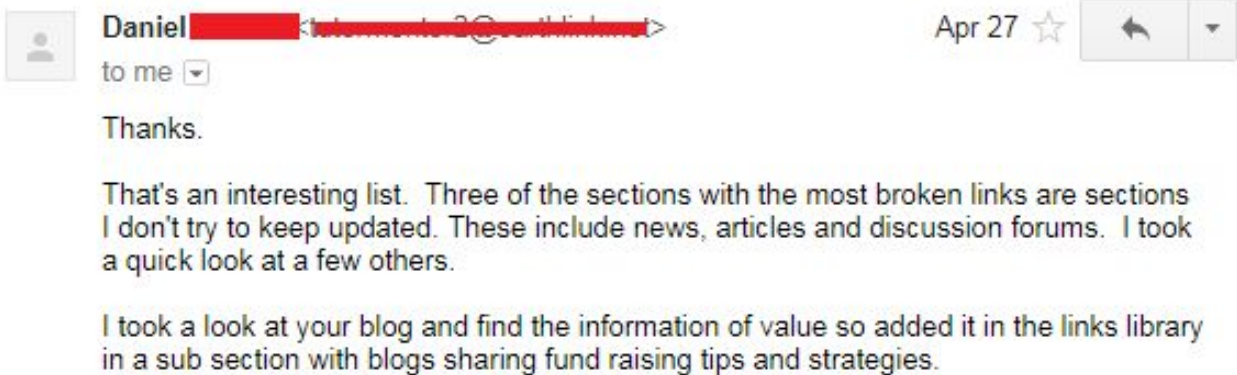 Daniel
Apr 27
to me
Thanks.
That's an interesting list.  Three of the sections with the most broken links are sections
I don't try to keep updated. These include news, articles and discussion forums.  I took
a quick look at a few others.
I took a look at your blog and find the information of value so added it in the links library
in a sub section with blogs sharing fund raising tips and strategies.